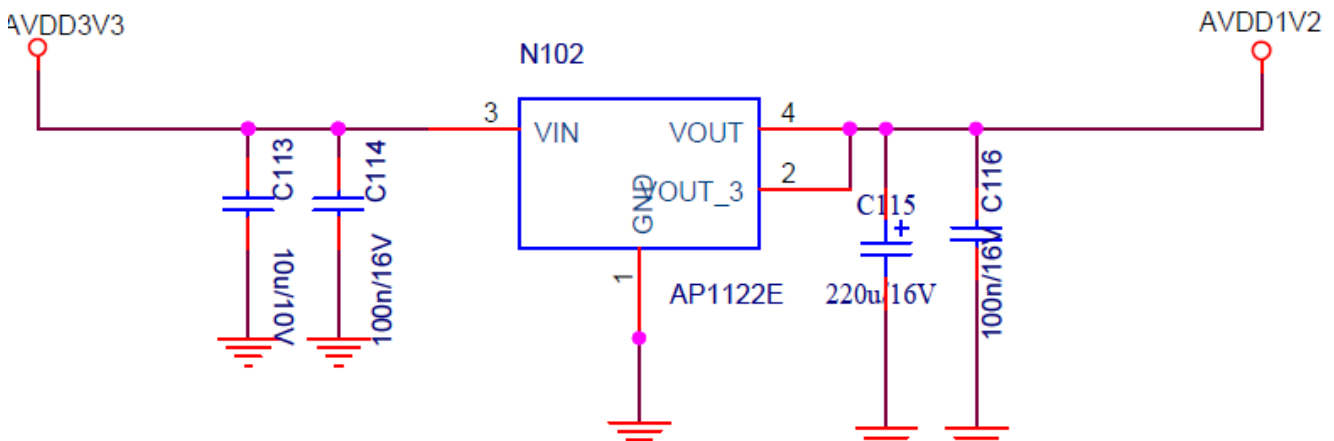 AVDD3V3
AVDD1V2
N102
3
VIN
VOUT
4
C113
C114
GND
VOUT_3
2
C115
+
C116
10u/10V
100n/16V
1
AP1122E
220u/16V
100n/16V